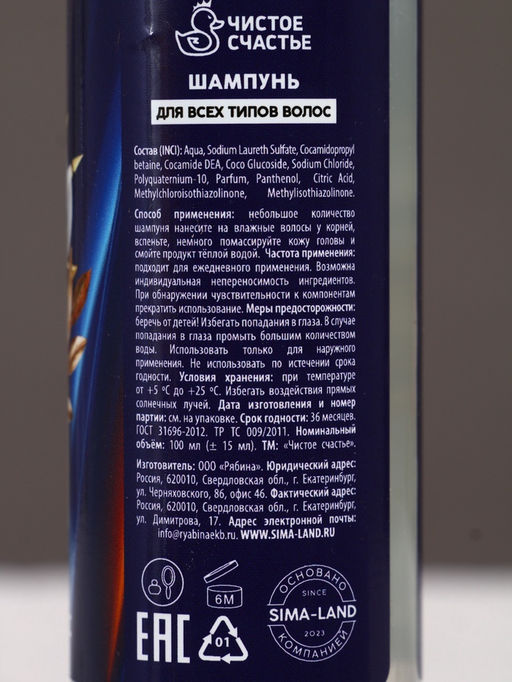 ЧИСТОЕ
СЧАСТЬЕ
ШАМПУНЬ
ДЛЯ ВСЕХ ТИПОВ ВОЛОС
Состав (INCI): Aqua, Sodium Laureth Sulfate, Cocamidopropyl
betaine, Cocamide DEA, Coco Glucoside, Sodium Chloride,
Polyquaternium-10, Parfum, Panthenol, Citric Acid,
Methylchloroisothiazolinone, Methylisothiazolinone.
Способ применения: небольшое количество
шампуня нанесите на влажные волосы у корней,
вспеньте, немного помассируйте кожу головы и
смойте продукт тёплой водой. Частота применения:
подходит для ежедневного применения. Возможна
индивидуальная непереносимость ингредиентов.
При обнаружении чувствительности к компонентам
прекратить использование. Меры предосторожности:
беречь от детей! Избегать попадания в глаза. В случае
попадания в глаза промыть большим количеством
воды. Использовать только для наружного
применения. Не использовать по истечении срока
годности. Условия хранения: при температуре
от +5 °С до +25 °С. Избегать воздействия прямых
солнечных лучей. Дата изготовления и номер
партии: см. на упаковке. Срок годности: 36 месяцев.
ГОСТ 31696-2012. ТР ТС 009/2011. Номинальный
объём: 100 мл (± 15 мл). ТМ: «Чистое счастье».
Изготовитель: ООО «Рябина». Юридический адрес:
Россия, 620010, Свердловская обл., г. Екатеринбург,
ул. Черняховского, 86, офис 46. Фактический адрес:
Россия, 620010, Свердловская обл., г. Екатеринбург,
ул. Димитрова, 17. Адрес электронной почты:
info@ryabinaekb.ru WWW.SIMA-LAND.RU
6M
ОСНОВАНО
SINCE
SIMA-LAND
2023
КОМПАНИЕЙ
EAC
01